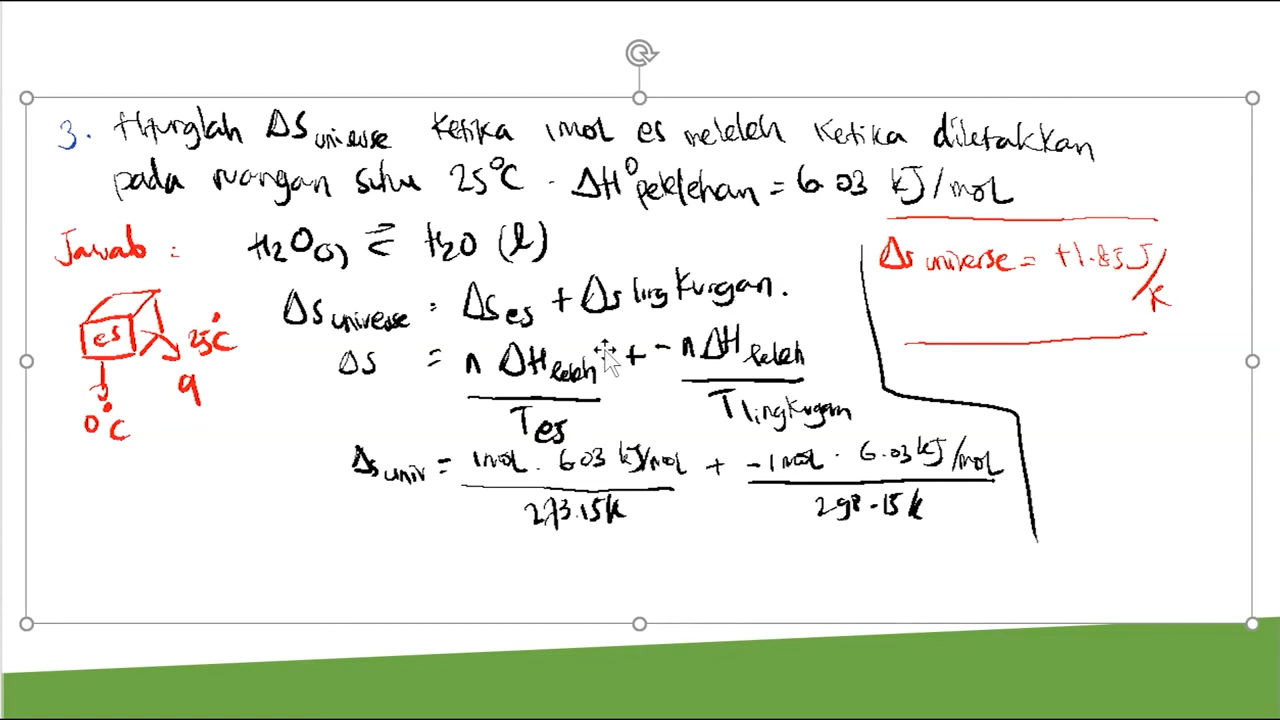 3. Hitunglah ΔS universe ketika 1 mol es meleleh ketika diletakkan
pada ruangan suhu 25°C. ΔH° pelelehan = 6.03 kJ/mol
Jawab : H2O(s) ⇌ H2O (l)
ΔS universe = ΔS es + ΔS lingkungan.
ΔS = n ΔH leleh / T es + - n ΔH leleh / T lingkungan
ΔS univ = 1 mol . 6.03 kJ/mol / 273.15 K + -1 mol . 6.03 kJ/mol / 298.15 K
es
25°C
q
0°C
ΔS universe = +1.85 J/K